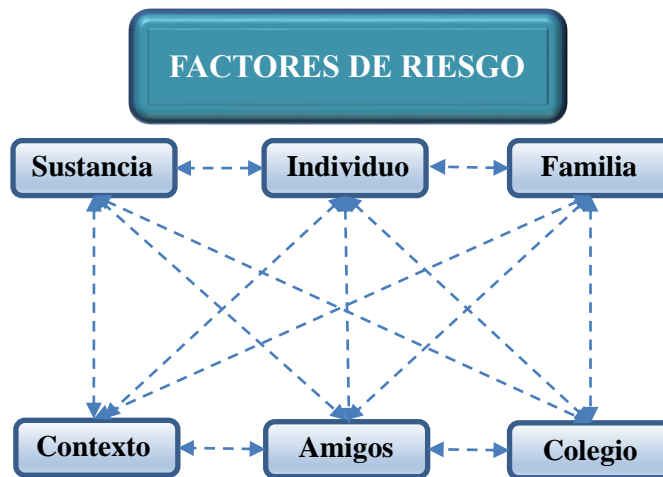 FACTORES DE RIESGO
Sustancia
Individuo
Familia
Contexto
Amigos
Colegio